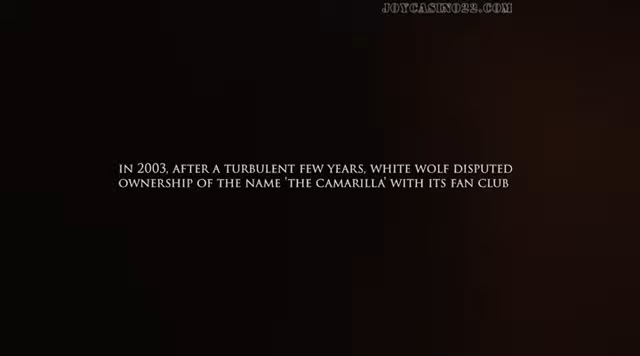 JOYCASINO22.COM
IN 2003, AFTER A TURBULENT FEW YEARS, WHITE WOLF DISPUTED
OWNERSHIP OF THE NAME 'THE CAMARILLA' WITH ITS FAN CLUB